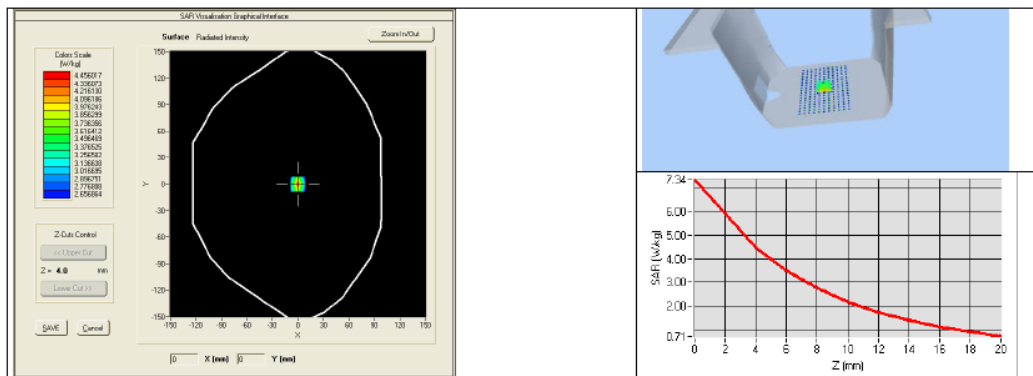 SAR Visualisation Graphical Interface
Surface Radiated Intensity
Zoom In/Out
Colors Scale
(W/kg)
4.456017
4.336073
4.216130
4.096186
3.976243
3.856299
3.736356
3.616412
3.496469
3.376525
3.256582
3.136638
3.016695
2.896751
2.776808
2.656864
Z-Cuts Control
<< Upper Cut
Z = 4.0 mm
Lower Cut >>
SAVE Cancel
150-
120-
90-
60-
30-
0-
-30-
-60-
-90-
-120-
-150-
Y
-150 -120 -90 -60 -30 0 30 60 90 120 150
X
0 X (mm) 0 Y (mm)
7.34
6.00
5.00
4.00
3.00
2.00
0.71
SAR (W/kg)
0 2 4 6 8 10 12 14 16 18 20
Z (mm)